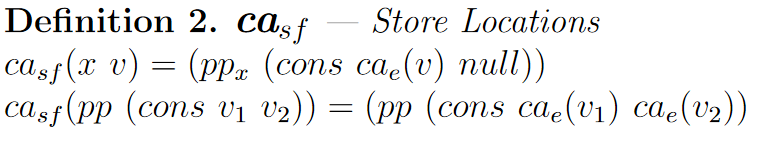 Definition 2. ca_sf — Store Locations
ca_sf(x v) = (pp_x (cons ca_e(v) null))
ca_sf(pp (cons v_1 v_2)) = (pp (cons ca_e(v_1) ca_e(v_2))